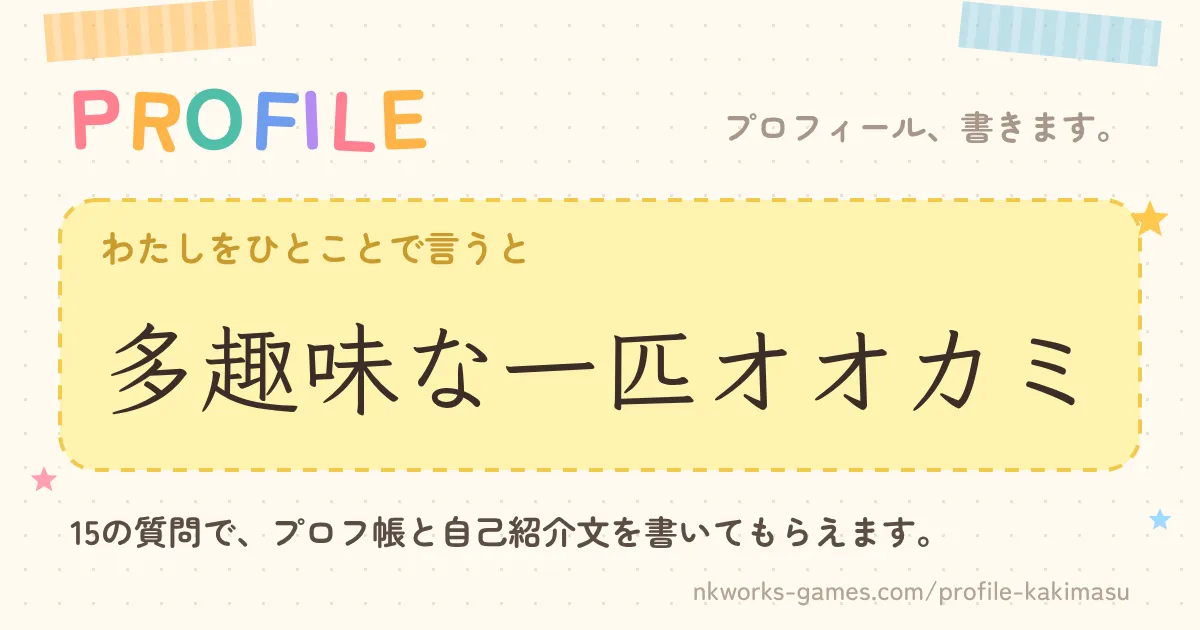 PROFILE
プロフィール、書きます。
わたしをひとことで言うと
多趣味な一匹オオカミ
15の質問で、プロフ帳と自己紹介文を書いてもらえます。
nkworks-games.com/profile-kakimasu